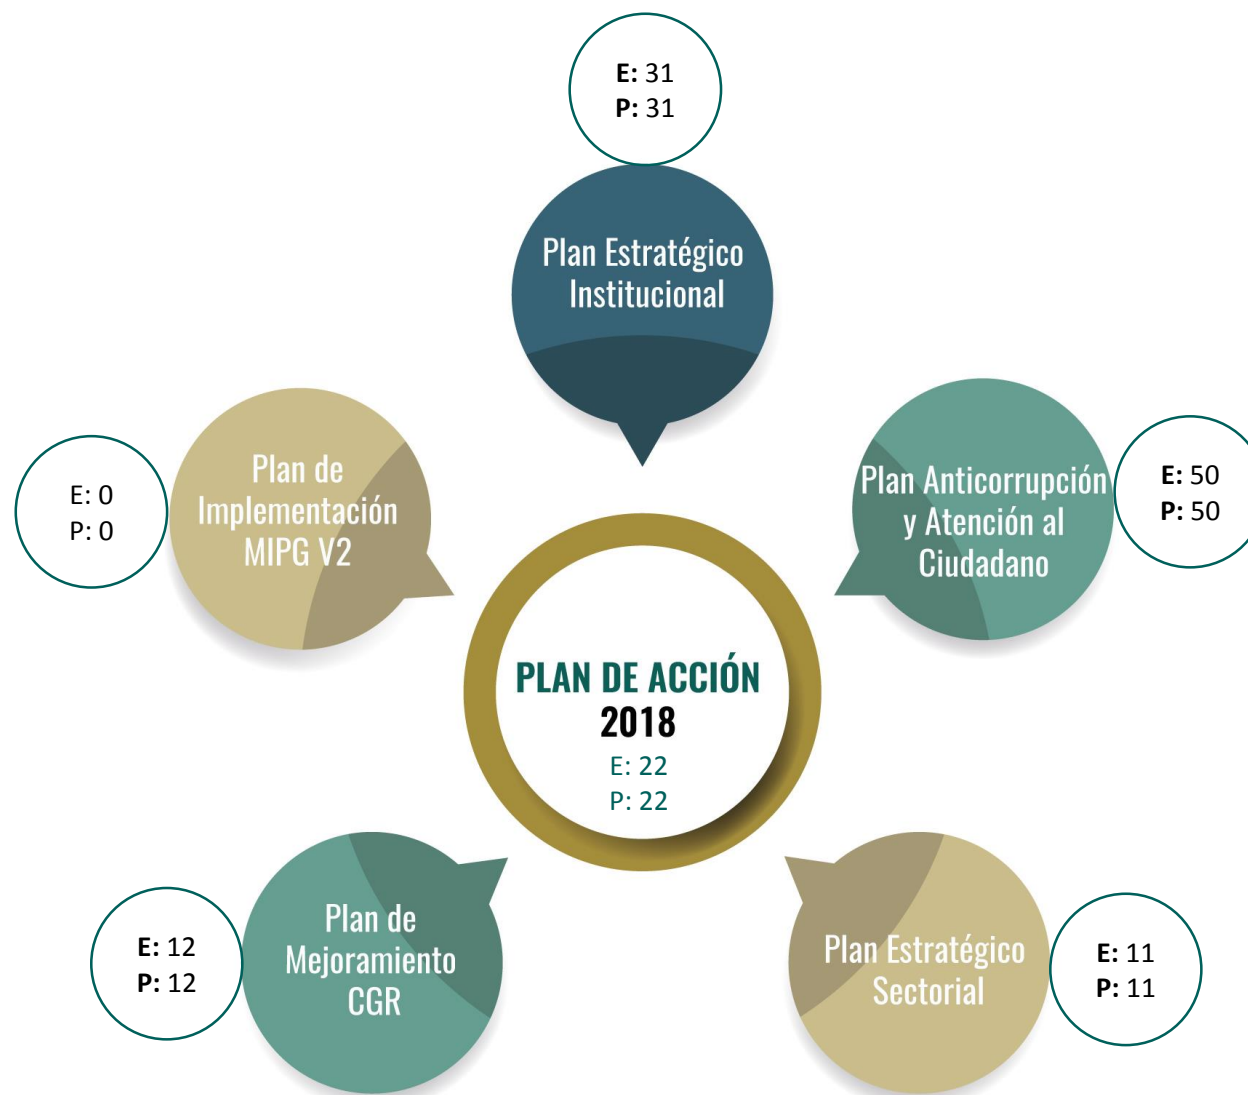 E: 31
P: 31
Plan Estratégico
Institucional
Plan de
Implementación
MIPG V2
E: 0
P: 0
Plan Anticorrupción
y Atención al
Ciudadano
E: 50
P: 50
PLAN DE ACCIÓN
2018
E: 22
P: 22
Plan de
Mejoramiento
CGR
E: 12
P: 12
Plan Estratégico
Sectorial
E: 11
P: 11